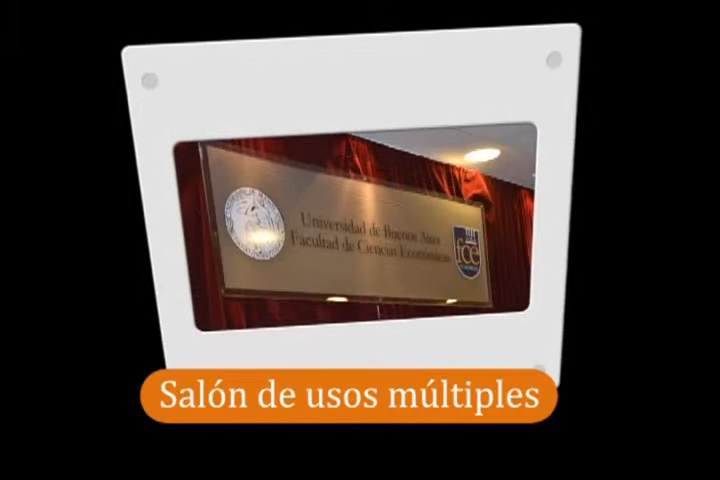 Universidad de Buenos Aires
Facultad de Ciencias Económicas
fce
Salón de usos múltiples